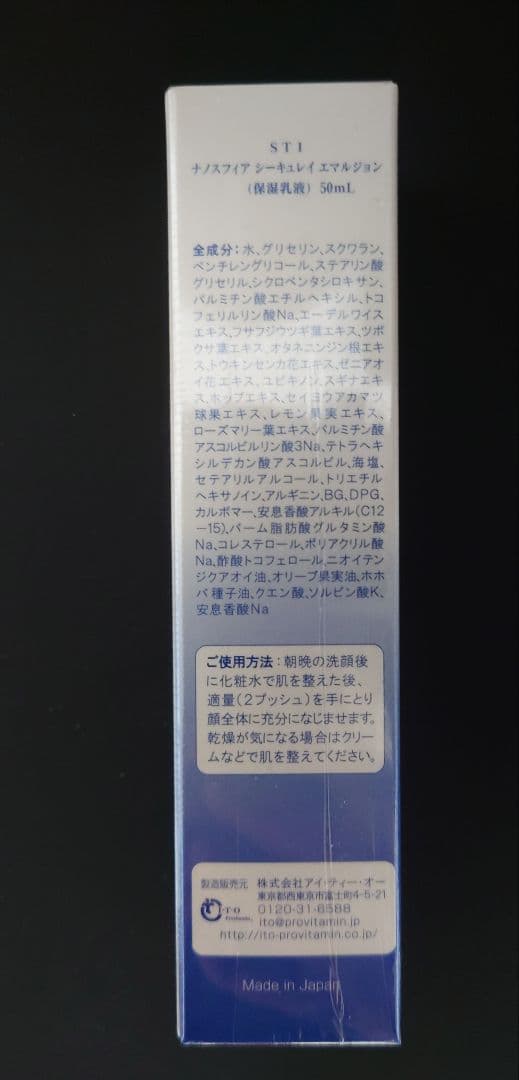 STI
ナノスフィア シーキュレイ エマルジョン
（保湿乳液）50mL
全成分：水、グリセリン、スクワラン、
ペンチレングリコール、ステアリン酸
グリセリル、シクロペンタシロキサン、
パルミチン酸エチルヘキシル、トコ
フェリルリン酸Na、エーデルワイス
エキス、フサフジウツギ葉エキス、ツボ
クサ葉エキス、オタネニンジン根エキ
ス、トウキンセンカ花エキス、ゼニアオ
イ花エキス、ユビキノン、スギナエキ
ス、ホップエキス、セイヨウアカマツ
球果エキス、レモン果実エキス、
ローズマリー葉エキス、パルミチン酸
アスコルビルリン酸3Na、テトラヘキ
シルデカン酸アスコルビル、海塩、
セテアリルアルコール、トリエチル
ヘキサノイン、アルギニン、BG、DPG、
カルボマー、安息香酸アルキル（C12
－15）、パーム脂肪酸グルタミン酸
Na、コレステロール、ポリアクリル酸
Na、酢酸トコフェロール、ニオイテン
ジクアオイ油、オリーブ果実油、ホホ
バ種子油、クエン酸、ソルビン酸K、
安息香酸Na
ご使用方法：朝晩の洗顔後
に化粧水で肌を整えた後、
適量（2プッシュ）を手にとり
顔全体に充分になじませます。
乾燥が気になる場合はクリー
ムなどで肌を整えてください。
製造販売元 株式会社アイ・ティー・オー
東京都西東京市富士町4-5-21
I·T·O
0120-31-6588
ito@provitamin.jp
http://ito-provitamin.co.jp/
Made in Japan